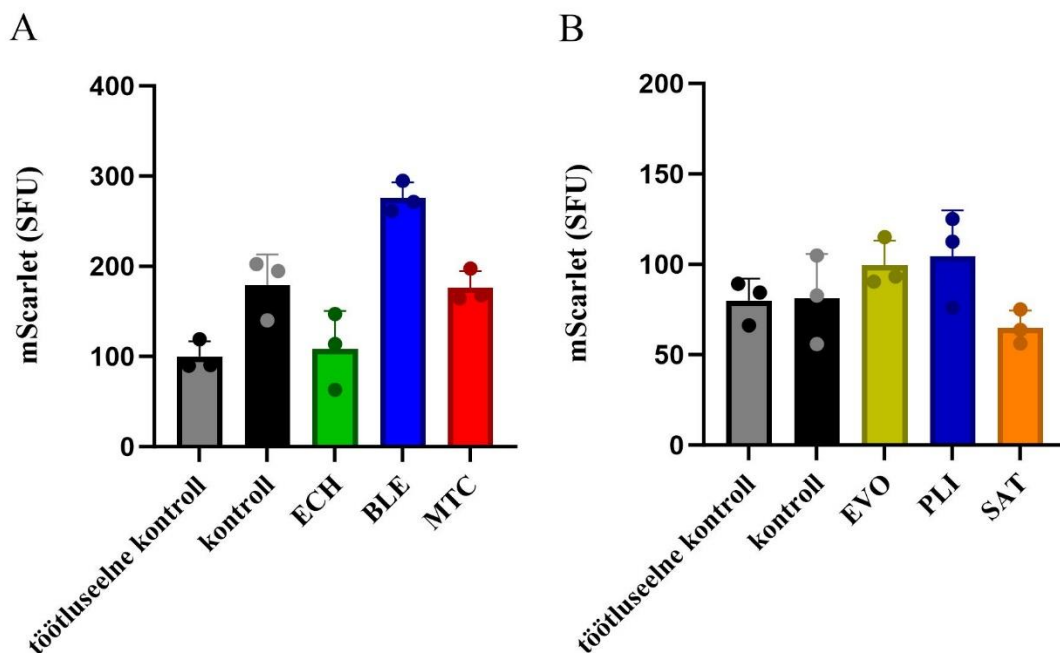 A
mScarlet (SFU)
400
300
200
100
0
töötluseelne kontroll
kontroll
ECH
BLE
MTC
B
mScarlet (SFU)
200
150
100
50
0
töötluseelne kontroll
kontroll
EVO
PLI
SAT